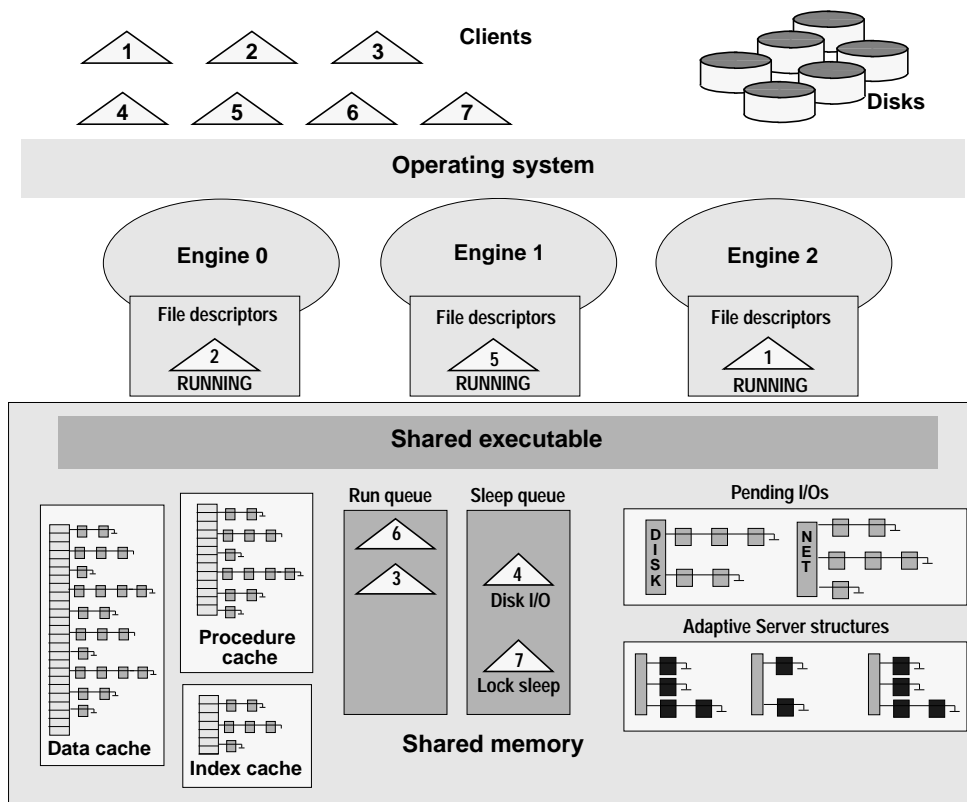 Clients
1 2 3
4 5 6 7
Disks
Operating system
Engine 0
Engine 1
Engine 2
File descriptors
2
RUNNING
File descriptors
5
RUNNING
File descriptors
1
RUNNING
Shared executable
Run queue
6
3
Sleep queue
4
Disk I/O
7
Lock sleep
Pending I/Os
DISK
NET
Adaptive Server structures
Procedure
cache
Data cache
Index cache
Shared memory